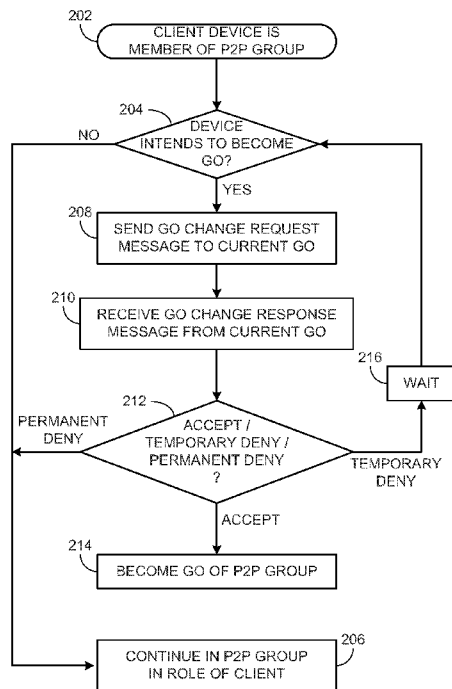 202
CLIENT DEVICE IS
MEMBER OF P2P GROUP
204
DEVICE
INTENDS TO BECOME
GO?
NO
YES
208
SEND GO CHANGE REQUEST
MESSAGE TO CURRENT GO
210
RECEIVE GO CHANGE RESPONSE
MESSAGE FROM CURRENT GO
216
WAIT
212
ACCEPT /
TEMPORARY DENY /
PERMANENT DENY
?
PERMANENT
DENY
TEMPORARY
DENY
ACCEPT
214
BECOME GO OF P2P GROUP
206
CONTINUE IN P2P GROUP
IN ROLE OF CLIENT